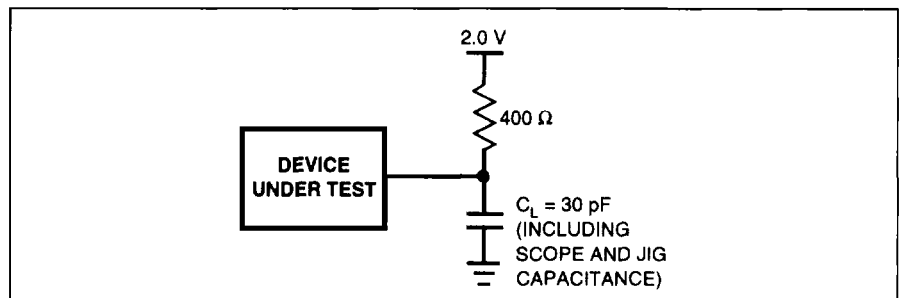 2.0 V
400 Ω
DEVICE
UNDER TEST
C_L = 30 pF
(INCLUDING
SCOPE AND JIG
CAPACITANCE)